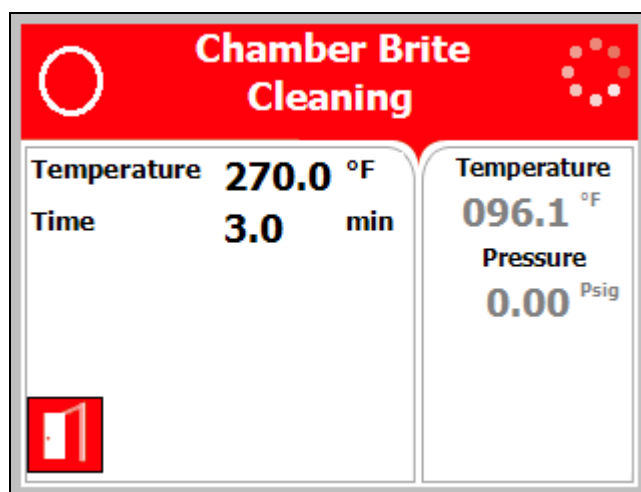 Chamber Brite
Cleaning
Temperature 270.0 °F
Time 3.0 min
Temperature
096.1 °F
Pressure
0.00 Psig